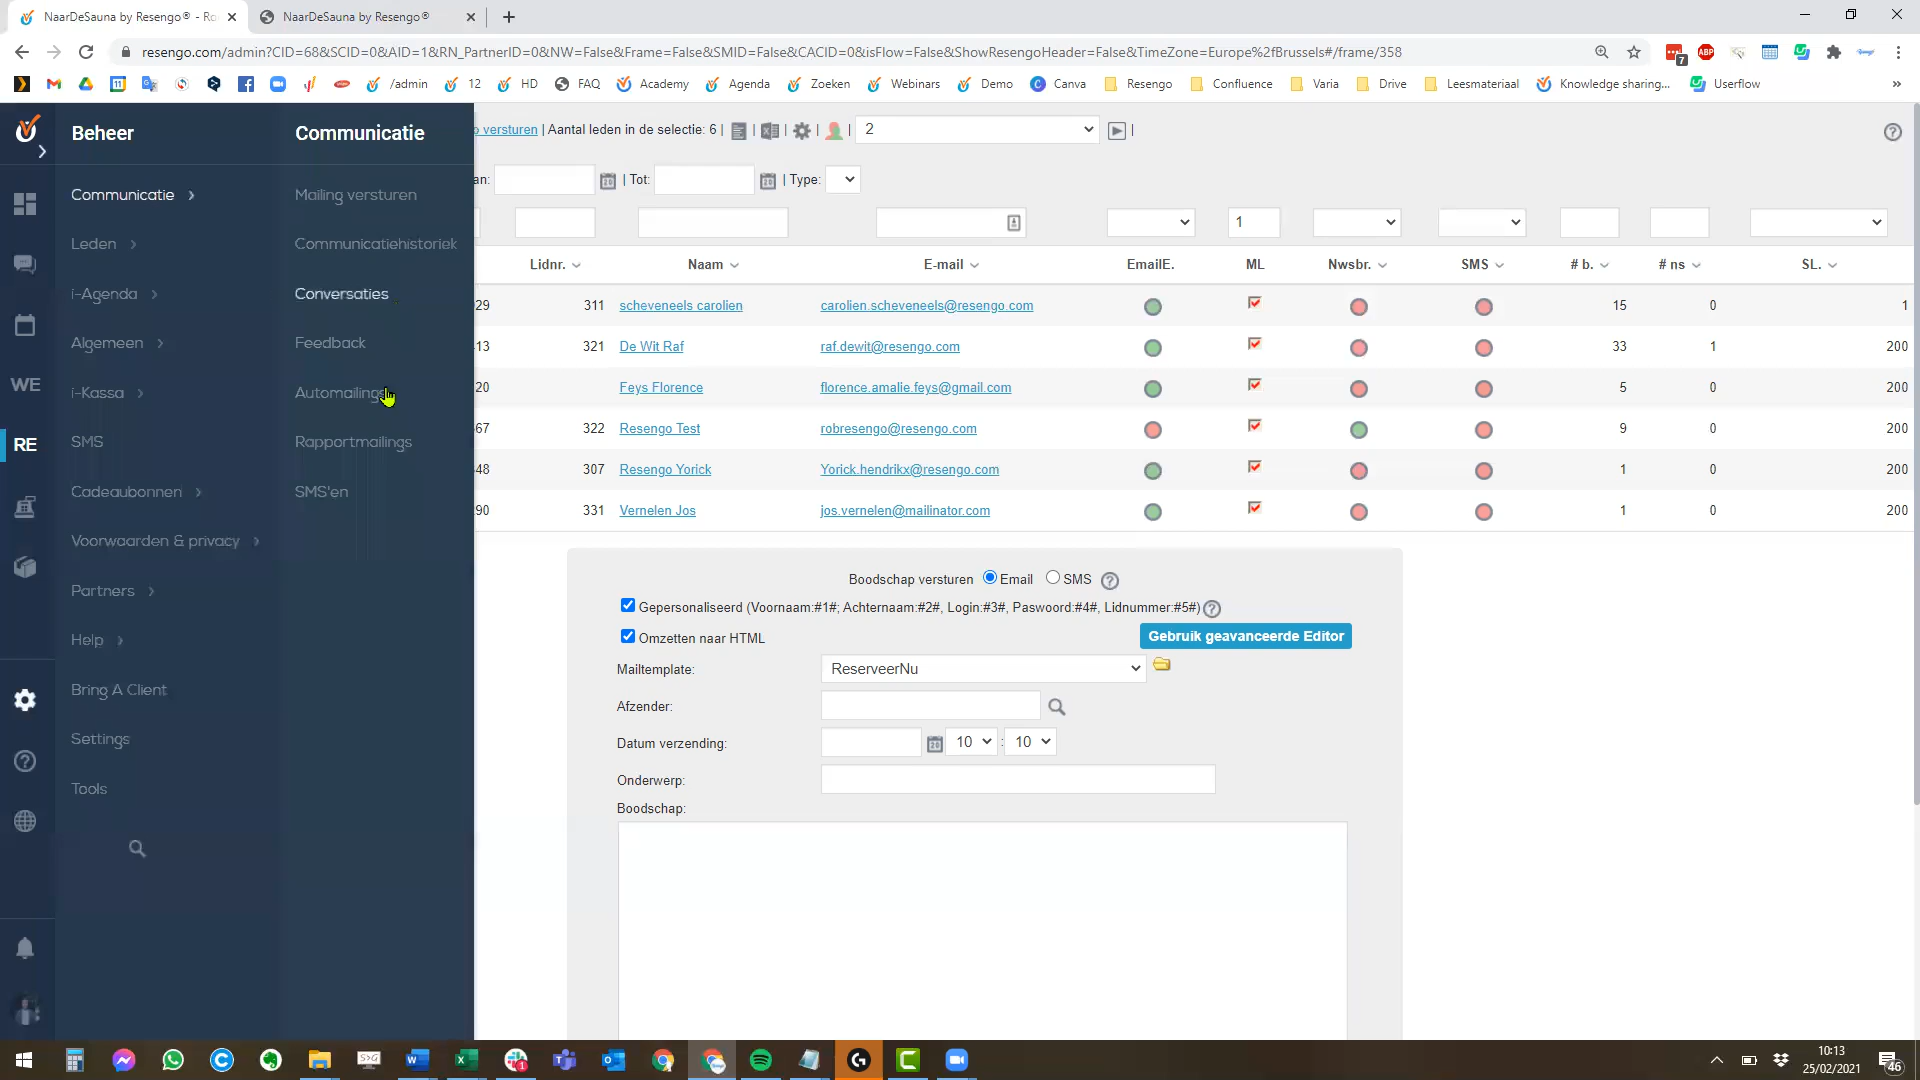 NaarDeSauna by Resengo® - Ro
NaarDeSauna by Resengo®
resengo.com/admin?CID=68&SCID=0&AID=1&RN_PartnerID=0&NW=False&Frame=False&SMID=False&CACID=0&isFlow=False&ShowResengoHeader=False&TimeZone=Europe%2fBrussels#/frame/358
7
ABP
/admin
12
HD
FAQ
Academy
Agenda
Zoeken
Webinars
Demo
Canva
Resengo
Confluence
Varia
Drive
Leesmateriaal
Knowledge sharing...
Userflow
WE
RE
Beheer
Communicatie
Leden
i-Agenda
Algemeen
i-Kassa
SMS
Cadeaubonnen
Voorwaarden & privacy
Partners
Help
Bring A Client
Settings
Tools
Communicatie
Mailing versturen
Communicatiehistoriek
Conversaties
Feedback
Automailings
Rapportmailings
SMS'en
p versturen | Aantal leden in de selectie: 6 | | | | | 2 |
an: | Tot: | Type:
1
Lidnr. Naam E-mail EmailE. ML Nwsbr. SMS # b. # ns SL.
29 311 scheveneels carolien carolien.scheveneels@resengo.com 15 0 1
13 321 De Wit Raf raf.dewit@resengo.com 33 1 200
20 Feys Florence florence.amalie.feys@gmail.com 5 0 200
67 322 Resengo Test robresengo@resengo.com 9 0 200
48 307 Resengo Yorick Yorick.hendrikx@resengo.com 1 0 200
90 331 Vernelen Jos jos.vernelen@mailinator.com 1 0 200
Boodschap versturen Email SMS
Gepersonaliseerd (Voornaam:#1#; Achternaam:#2#, Login:#3#, Paswoord:#4#, Lidnummer:#5#)
Omzetten naar HTML
Gebruik geavanceerde Editor
Mailtemplate: ReserveerNu
Afzender:
Datum verzending: 10 : 10
Onderwerp:
Boodschap:
10:13
25/02/2021
46